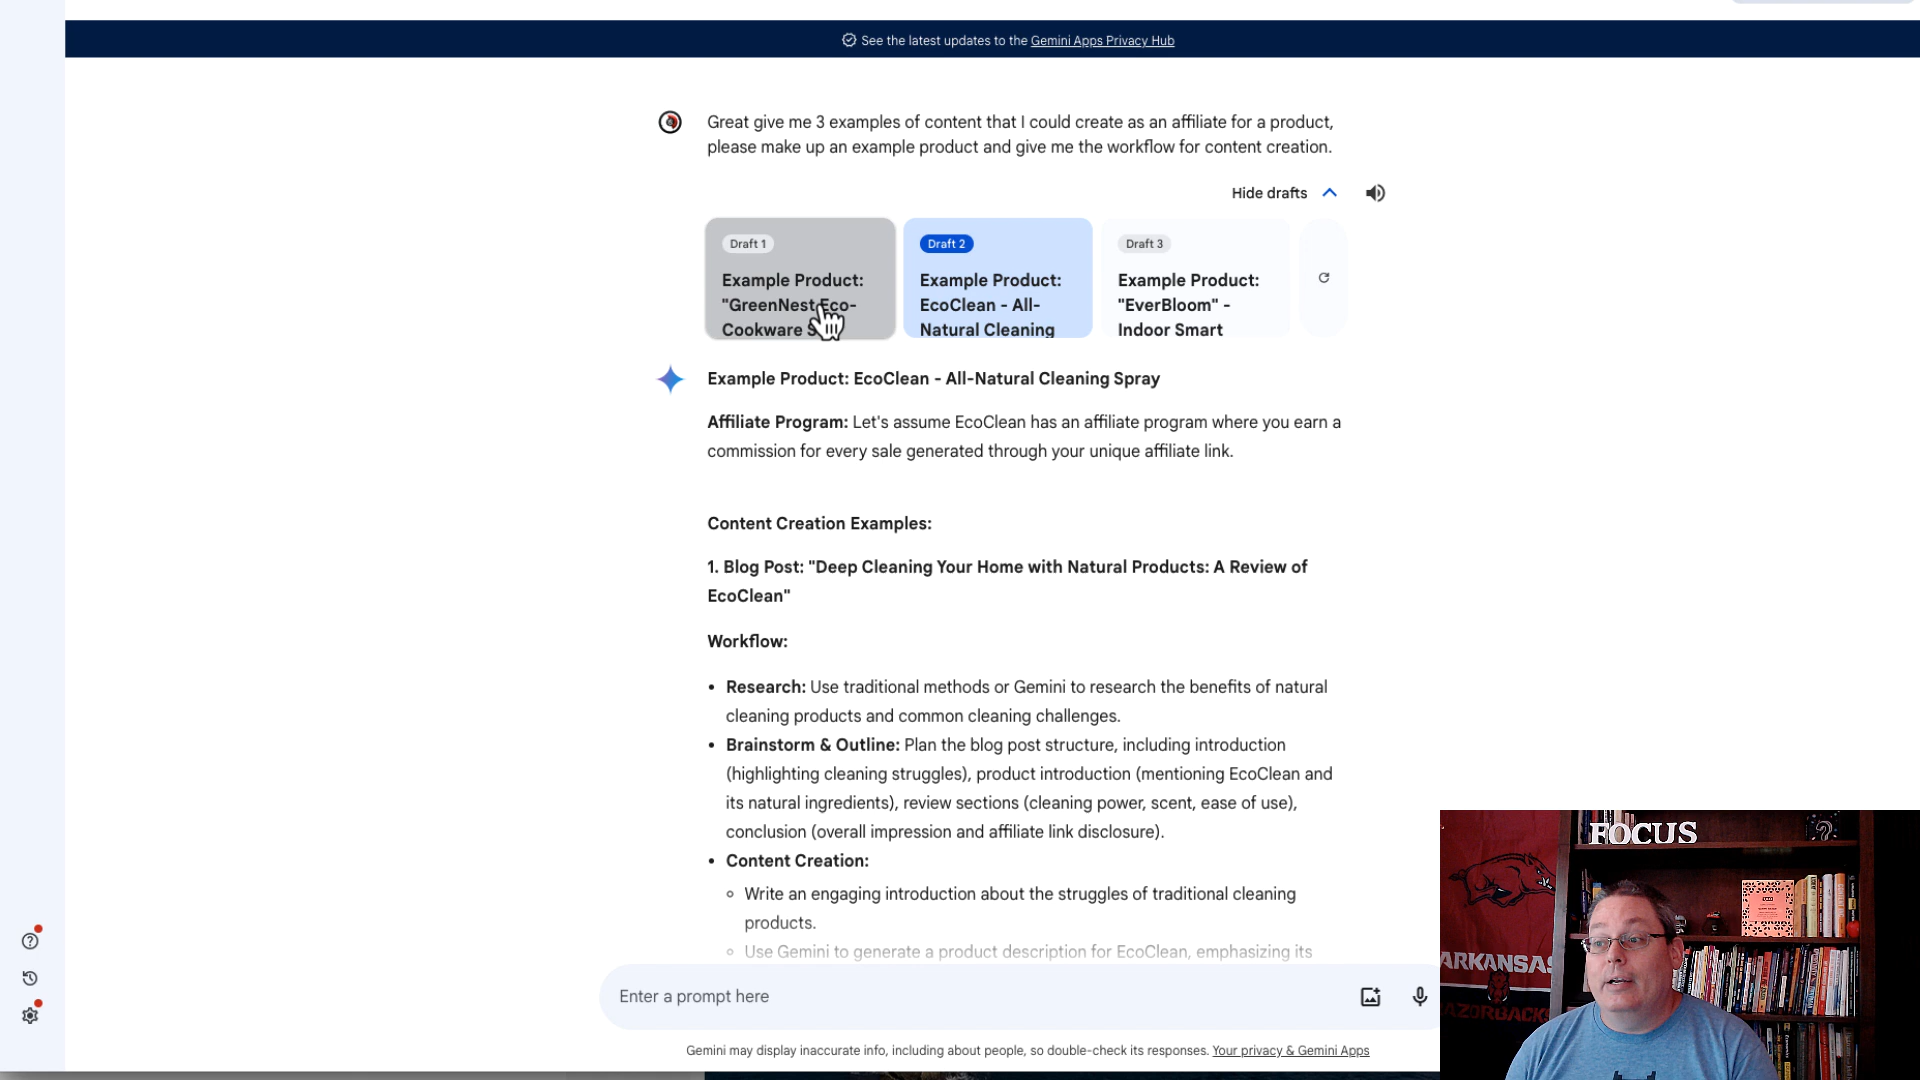 See the latest updates to the Gemini Apps Privacy Hub
Great give me 3 examples of content that I could create as an affiliate for a product,
please make up an example product and give me the workflow for content creation.
Hide drafts
Draft 1
Example Product:
"GreenNest Eco-
Cookware
Draft 2
Example Product:
EcoClean - All-
Natural Cleaning
Draft 3
Example Product:
"EverBloom" -
Indoor Smart
Example Product: EcoClean - All-Natural Cleaning Spray
Affiliate Program: Let's assume EcoClean has an affiliate program where you earn a
commission for every sale generated through your unique affiliate link.
Content Creation Examples:
1. Blog Post: "Deep Cleaning Your Home with Natural Products: A Review of
EcoClean"
Workflow:
• Research: Use traditional methods or Gemini to research the benefits of natural
cleaning products and common cleaning challenges.
• Brainstorm & Outline: Plan the blog post structure, including introduction
(highlighting cleaning struggles), product introduction (mentioning EcoClean and
its natural ingredients), review sections (cleaning power, scent, ease of use),
conclusion (overall impression and affiliate link disclosure).
• Content Creation:
◦ Write an engaging introduction about the struggles of traditional cleaning
products.
◦ Use Gemini to generate a product description for EcoClean, emphasizing its
Enter a prompt here
Gemini may display inaccurate info, including about people, so double-check its responses. Your privacy & Gemini Apps
FOCUS
ARKANSAS
RAZORBACKS